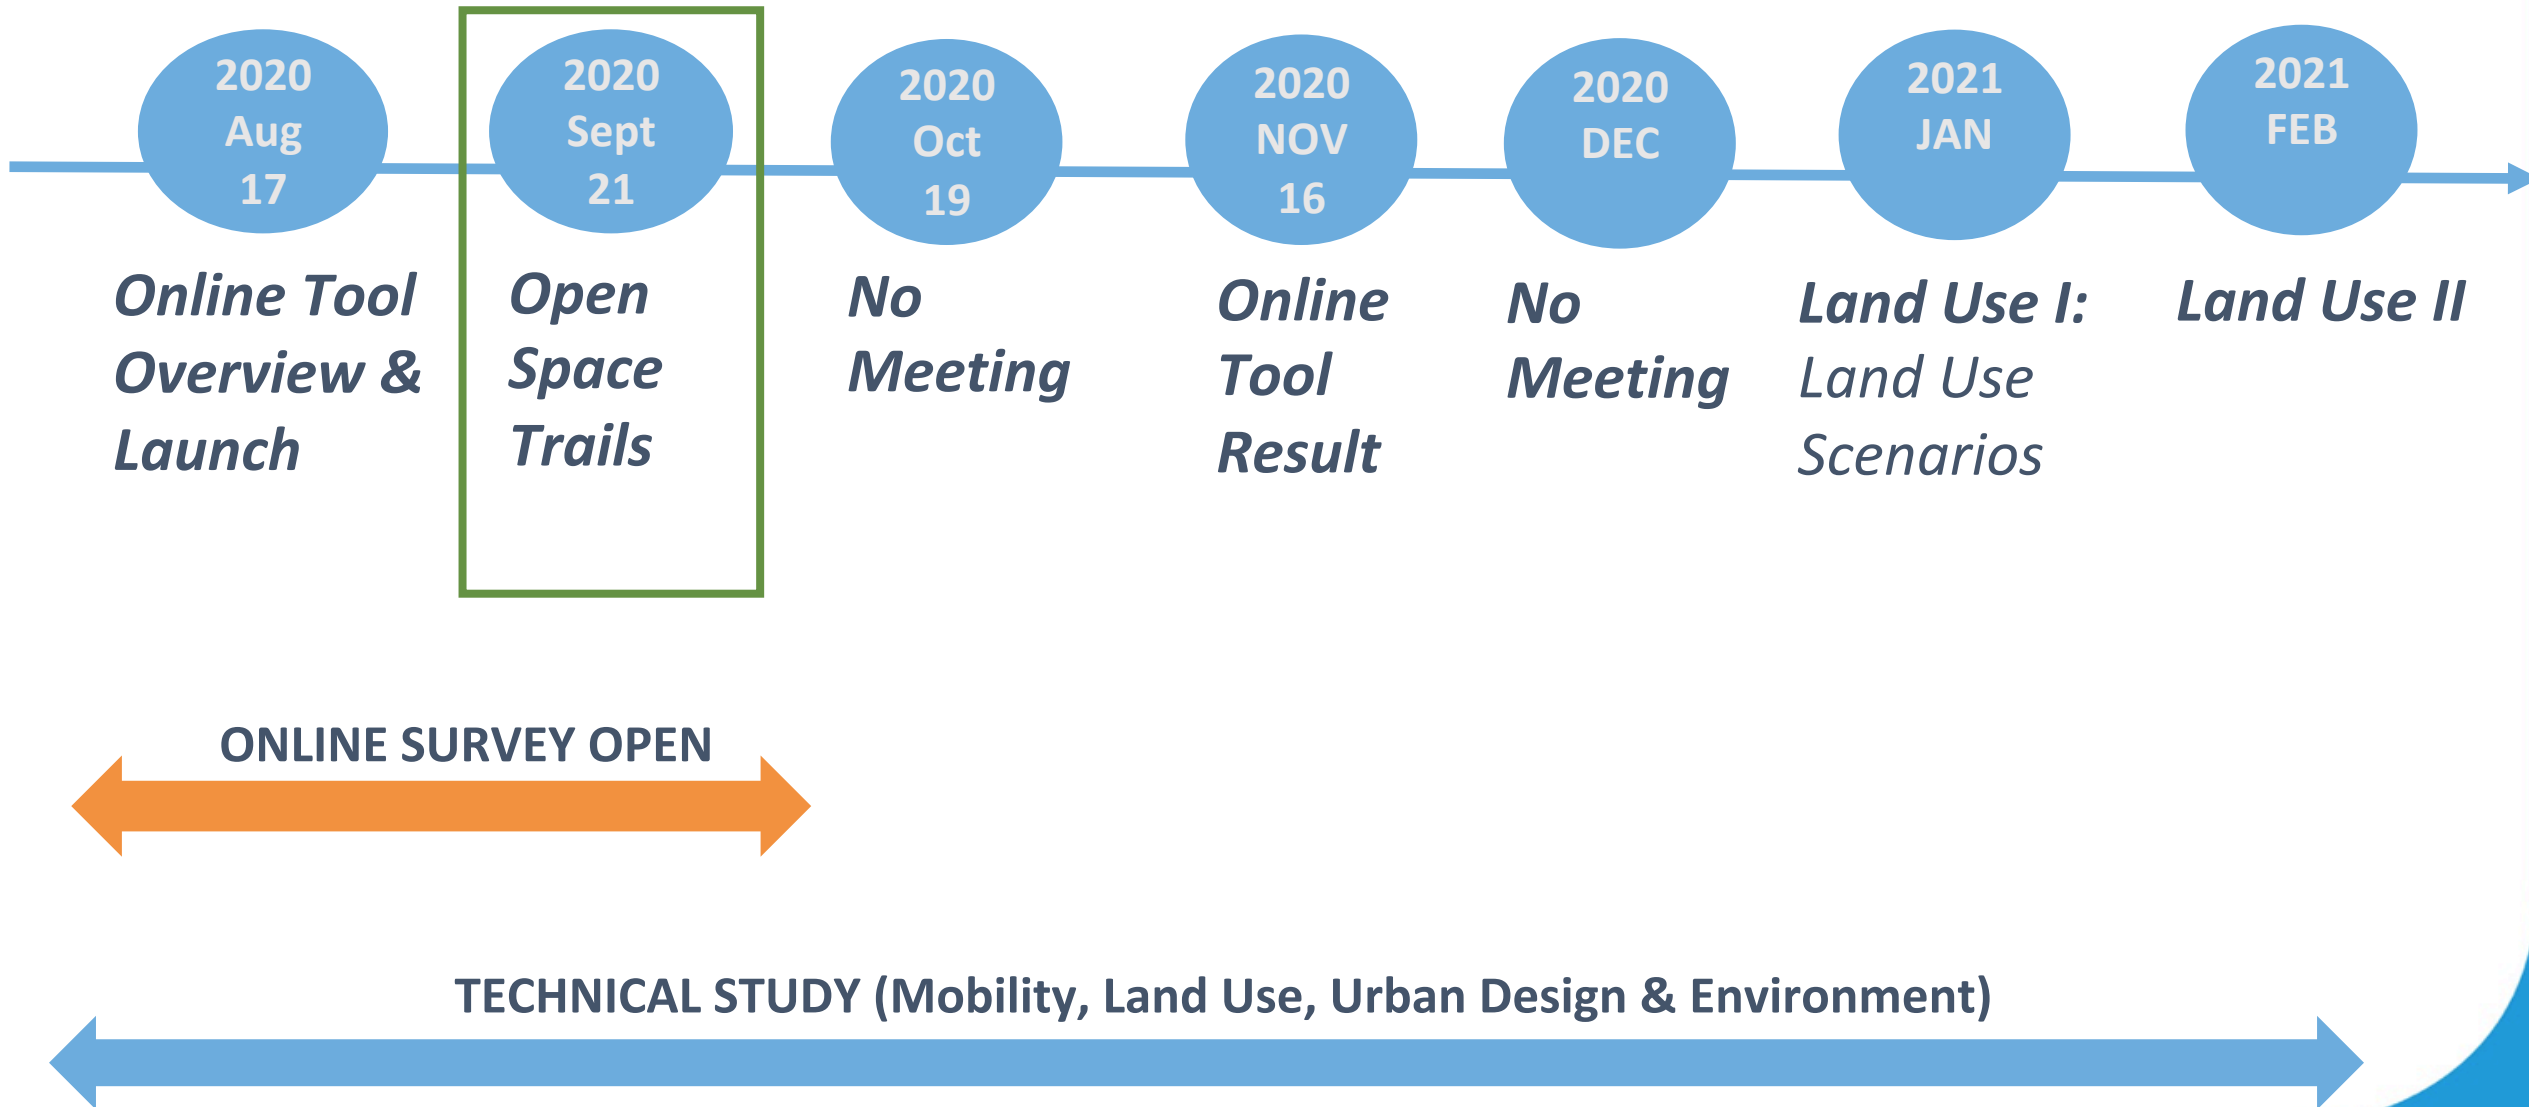 2020
Aug
17
2020
Sept
21
2020
Oct
19
2020
NOV
16
2020
DEC
2021
JAN
2021
FEB
Online Tool
Overview &
Launch
Open
Space
Trails
No
Meeting
Online
Tool
Result
No
Meeting
Land Use I:
Land Use
Scenarios
Land Use II
ONLINE SURVEY OPEN
TECHNICAL STUDY (Mobility, Land Use, Urban Design & Environment)